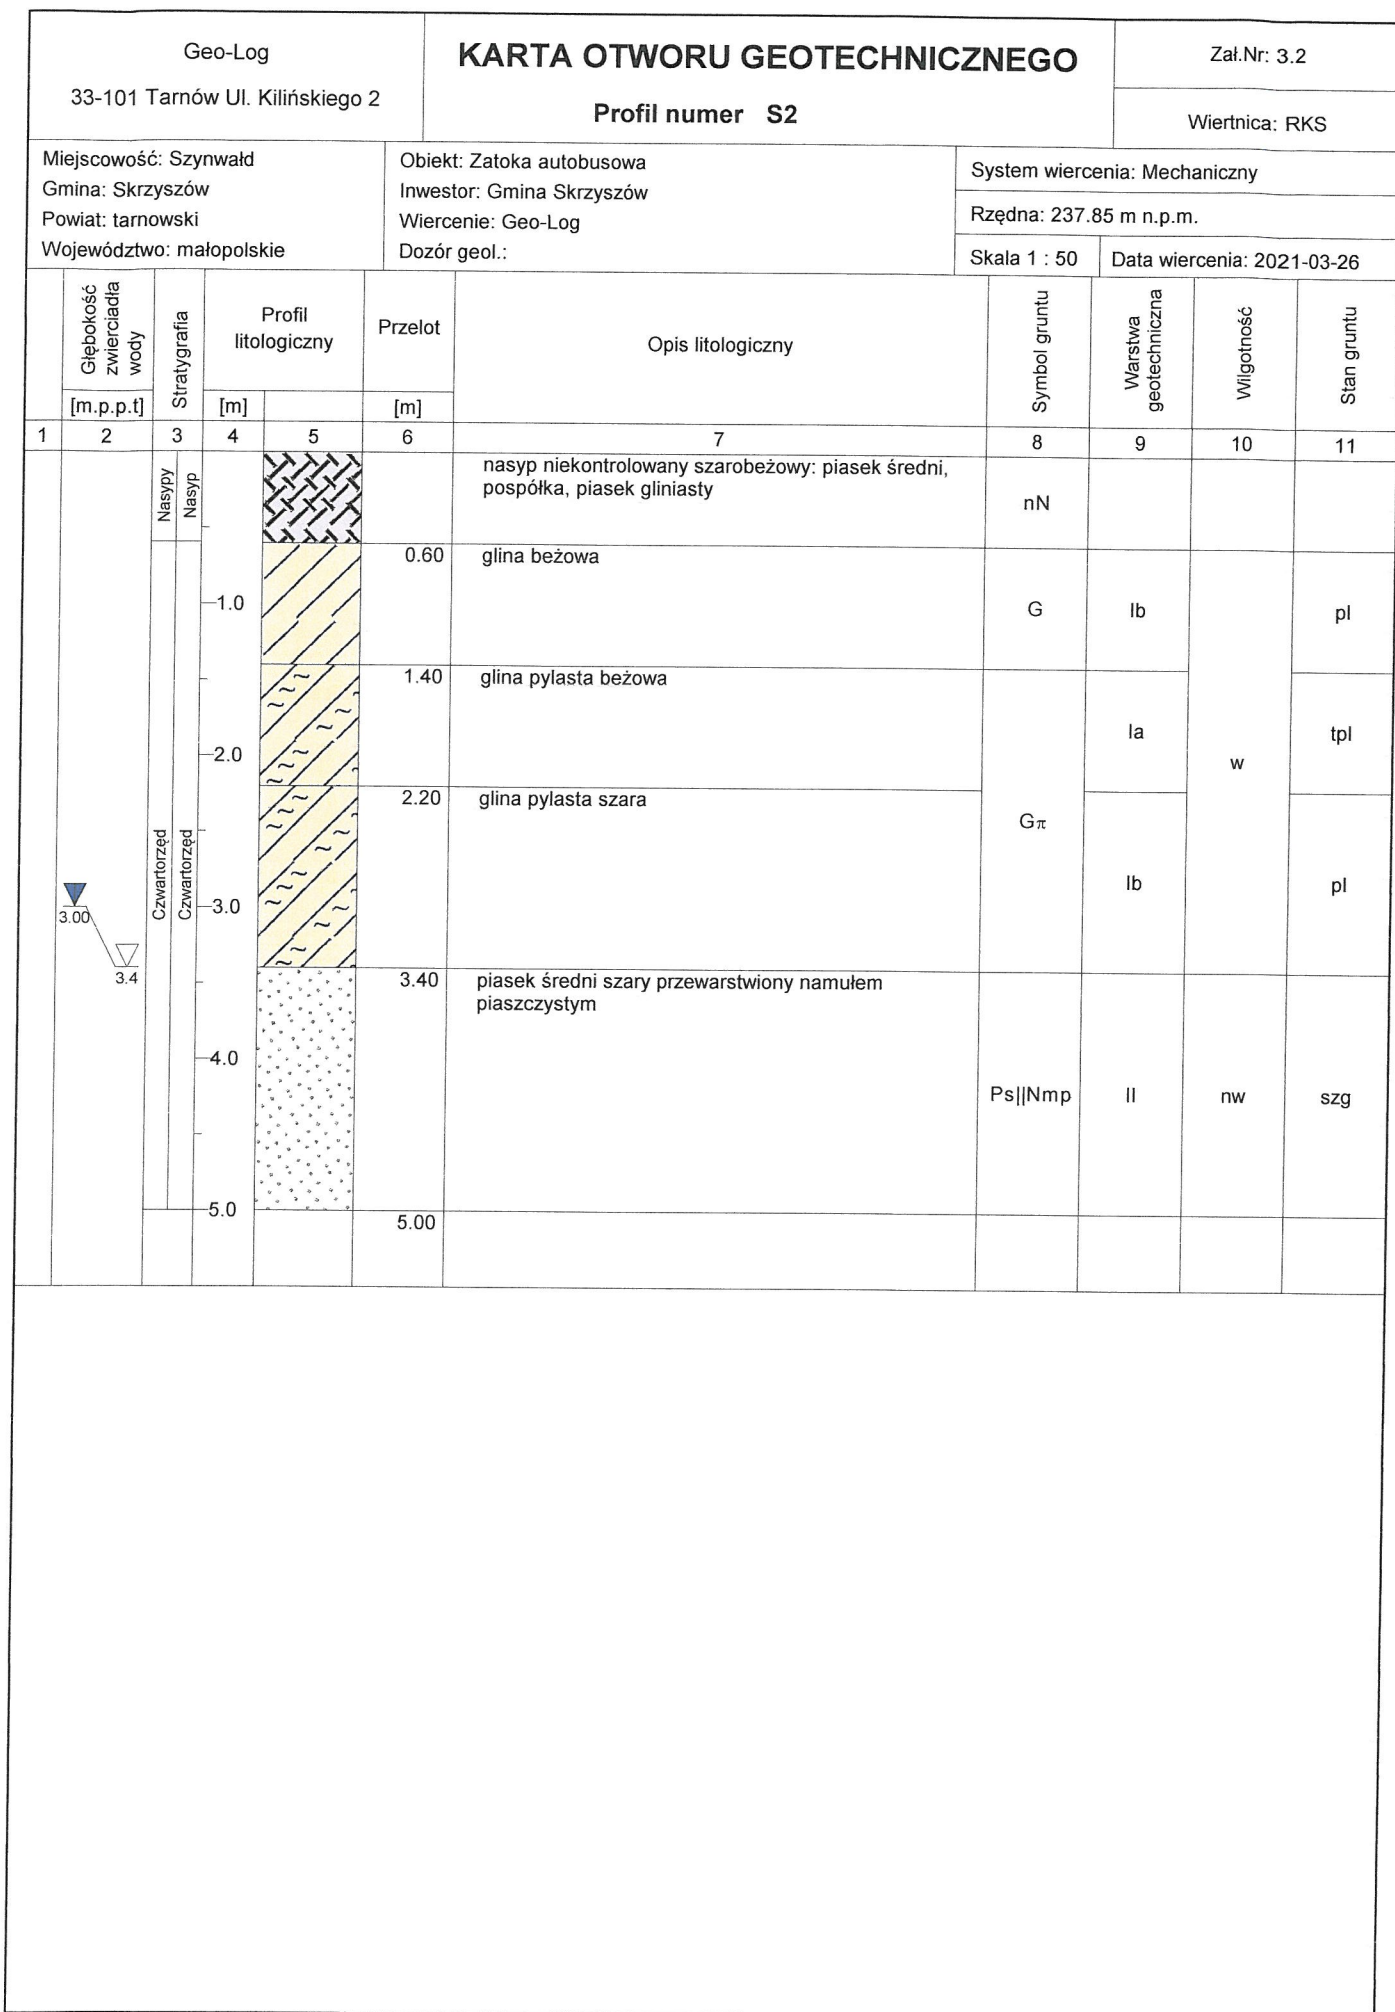 Geo-Log
33-101 Tarnów Ul. Kilińskiego 2
KARTA OTWORU GEOTECHNICZNEGO
Profil numer S2
Zał.Nr: 3.2
Wiertnica: RKS
Miejscowość: Szynwałd
Gmina: Skrzyszów
Powiat: tarnowski
Województwo: małopolskie
Obiekt: Zatoka autobusowa
Inwestor: Gmina Skrzyszów
Wiercenie: Geo-Log
Dozór geol.:
System wiercenia: Mechaniczny
Rzędna: 237.85 m n.p.m.
Skala 1 : 50
Data wiercenia: 2021-03-26
Głębokość
zwierciadła
wody
[m.p.p.t]
Stratygrafia
Profil
litologiczny
[m]
Przelot
[m]
Opis litologiczny
Symbol gruntu
Warstwa
geotechniczna
Wilgotność
Stan gruntu
1 2 3 4 5 6 7 8 9 10 11
Nasypy
Nasyp
nasyp niekontrolowany szarobeżowy: piasek średni,
pospółka, piasek gliniasty
nN
0.60 glina beżowa
1.0
G Ib pl
1.40 glina pylasta beżowa
Ia tpl
2.0
w
2.20 glina pylasta szara
Gπ
Czwartorzęd
Czwartorzęd
Ib pl
3.00
3.0
3.4
3.40 piasek średni szary przewarstwiony namułem
piaszczystym
4.0
Ps||Nmp II nw szg
5.0
5.00